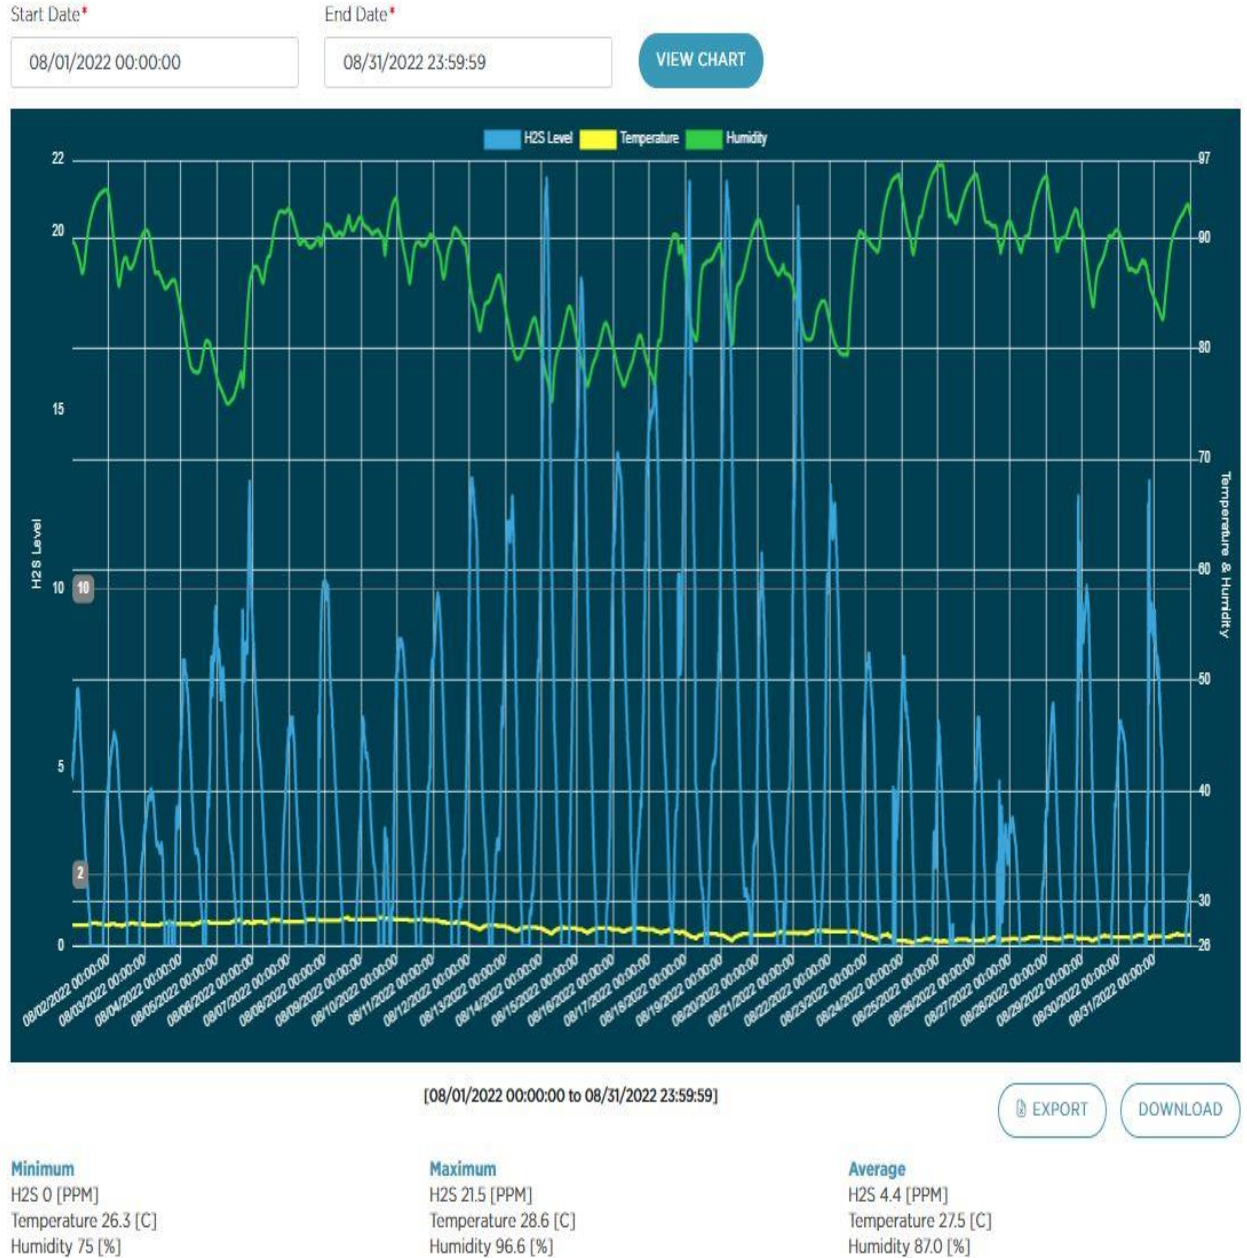 Start Date*
End Date*
08/01/2022 00:00:00
08/31/2022 23:59:59
VIEW CHART
H2S Level
Temperature
Humidity
22
20
15
10
5
0
10
2
H2S Level
97
90
80
70
60
50
40
30
26
Temperature & Humidity
08/02/2022 00:00:00
08/03/2022 00:00:00
08/04/2022 00:00:00
08/05/2022 00:00:00
08/06/2022 00:00:00
08/07/2022 00:00:00
08/08/2022 00:00:00
08/09/2022 00:00:00
08/10/2022 00:00:00
08/11/2022 00:00:00
08/12/2022 00:00:00
08/13/2022 00:00:00
08/14/2022 00:00:00
08/15/2022 00:00:00
08/16/2022 00:00:00
08/17/2022 00:00:00
08/18/2022 00:00:00
08/19/2022 00:00:00
08/20/2022 00:00:00
08/21/2022 00:00:00
08/22/2022 00:00:00
08/23/2022 00:00:00
08/24/2022 00:00:00
08/25/2022 00:00:00
08/26/2022 00:00:00
08/27/2022 00:00:00
08/28/2022 00:00:00
08/29/2022 00:00:00
08/30/2022 00:00:00
08/31/2022 00:00:00
[08/01/2022 00:00:00 to 08/31/2022 23:59:59]
EXPORT
DOWNLOAD
Minimum
H2S 0 [PPM]
Temperature 26.3 [C]
Humidity 75 [%]
Maximum
H2S 21.5 [PPM]
Temperature 28.6 [C]
Humidity 96.6 [%]
Average
H2S 4.4 [PPM]
Temperature 27.5 [C]
Humidity 87.0 [%]